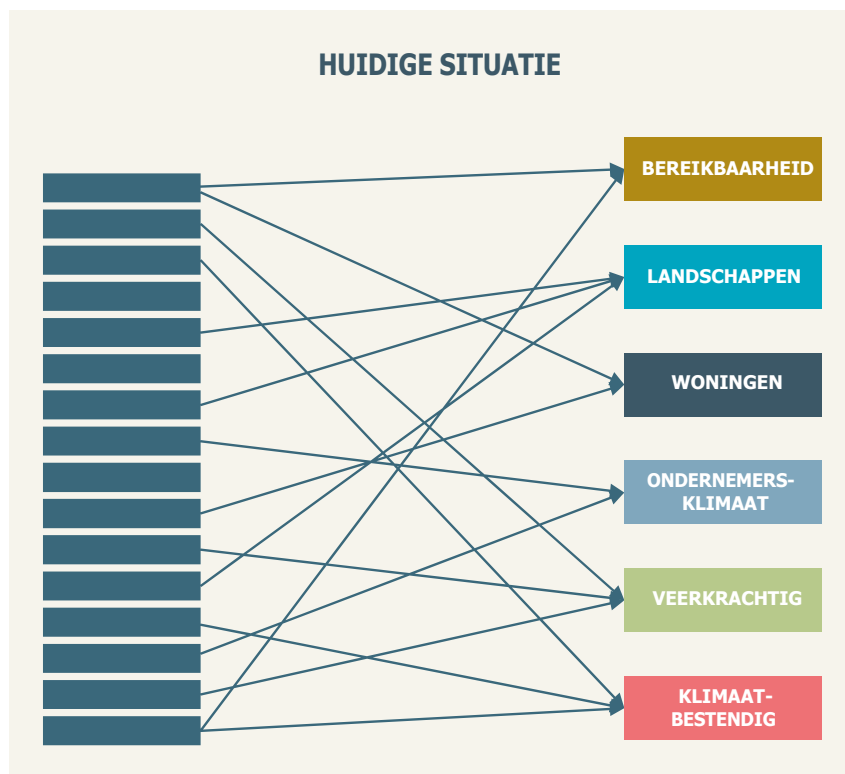 HUIDIGE SITUATIE
BEREIKBAARHEID
LANDSCHAPPEN
WONINGEN
ONDERNEMERS-
KLIMAAT
VEERKRACHTIG
KLIMAAT-
BESTENDIG